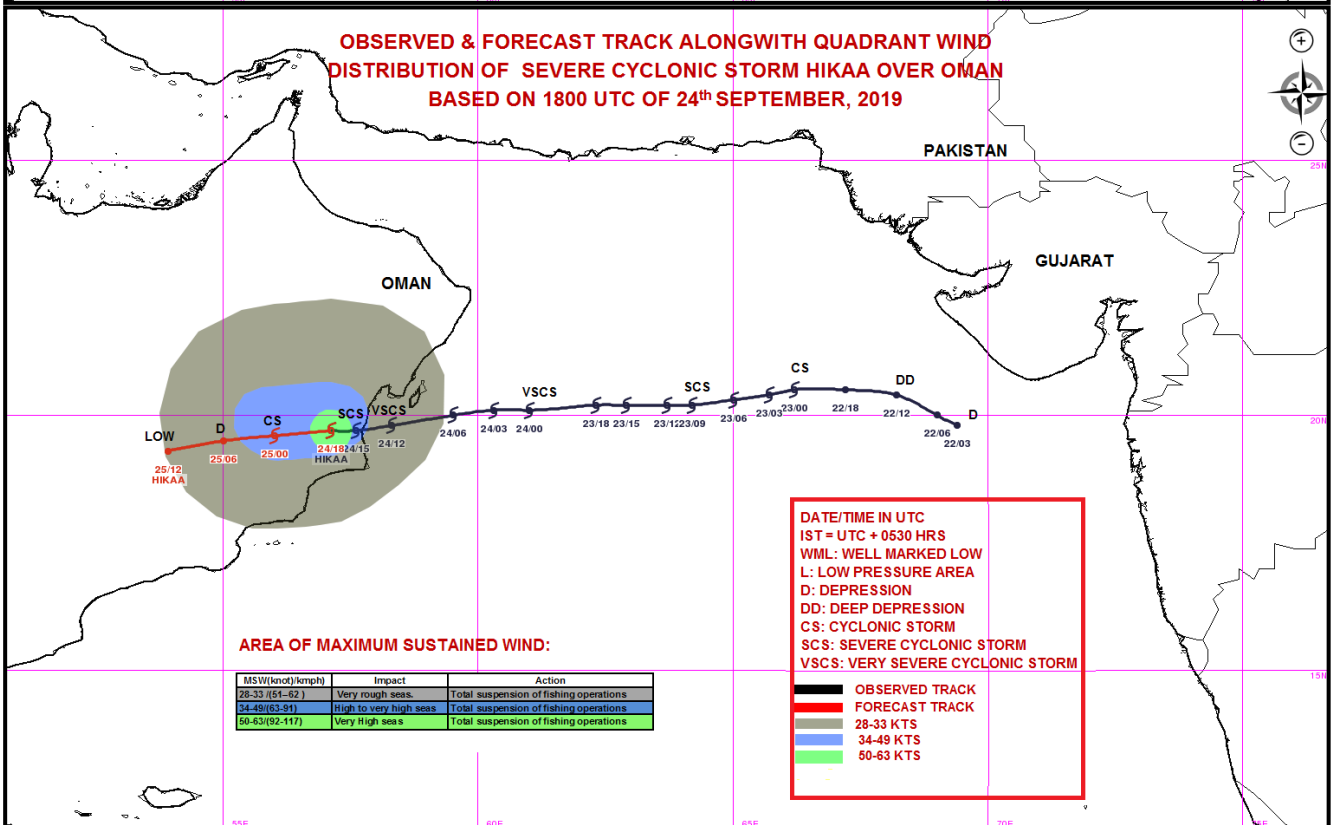 OBSERVED & FORECAST TRACK ALONGWITH QUADRANT WIND
DISTRIBUTION OF SEVERE CYCLONIC STORM HIKAA OVER OMAN
BASED ON 1800 UTC OF 24th SEPTEMBER, 2019
PAKISTAN
25N
GUJARAT
OMAN
CS
DD
VSCS
SCS
D
20N
LOW
D
CS
SCS
VSCS
25/12
HIKAA
25/06
25/00
24/18
HIKAA
24/15
24/12
24/06
24/03
24/00
23/18
23/15
23/12
23/09
23/06
23/03
23/00
22/18
22/12
22/06
22/03
DATE/TIME IN UTC
IST = UTC + 0530 HRS
WML: WELL MARKED LOW
L: LOW PRESSURE AREA
D: DEPRESSION
DD: DEEP DEPRESSION
CS: CYCLONIC STORM
SCS: SEVERE CYCLONIC STORM
VSCS: VERY SEVERE CYCLONIC STORM
OBSERVED TRACK
FORECAST TRACK
28-33 KTS
34-49 KTS
50-63 KTS
15N
AREA OF MAXIMUM SUSTAINED WIND:
MSW(knot)/kmph) Impact Action
28-33 /(51–62 ) Very rough seas. Total suspension of fishing operations
34-49/(63-91) High to very high seas Total suspension of fishing operations
50-63/(92-117) Very High seas Total suspension of fishing operations
55E 60E 65E 70E